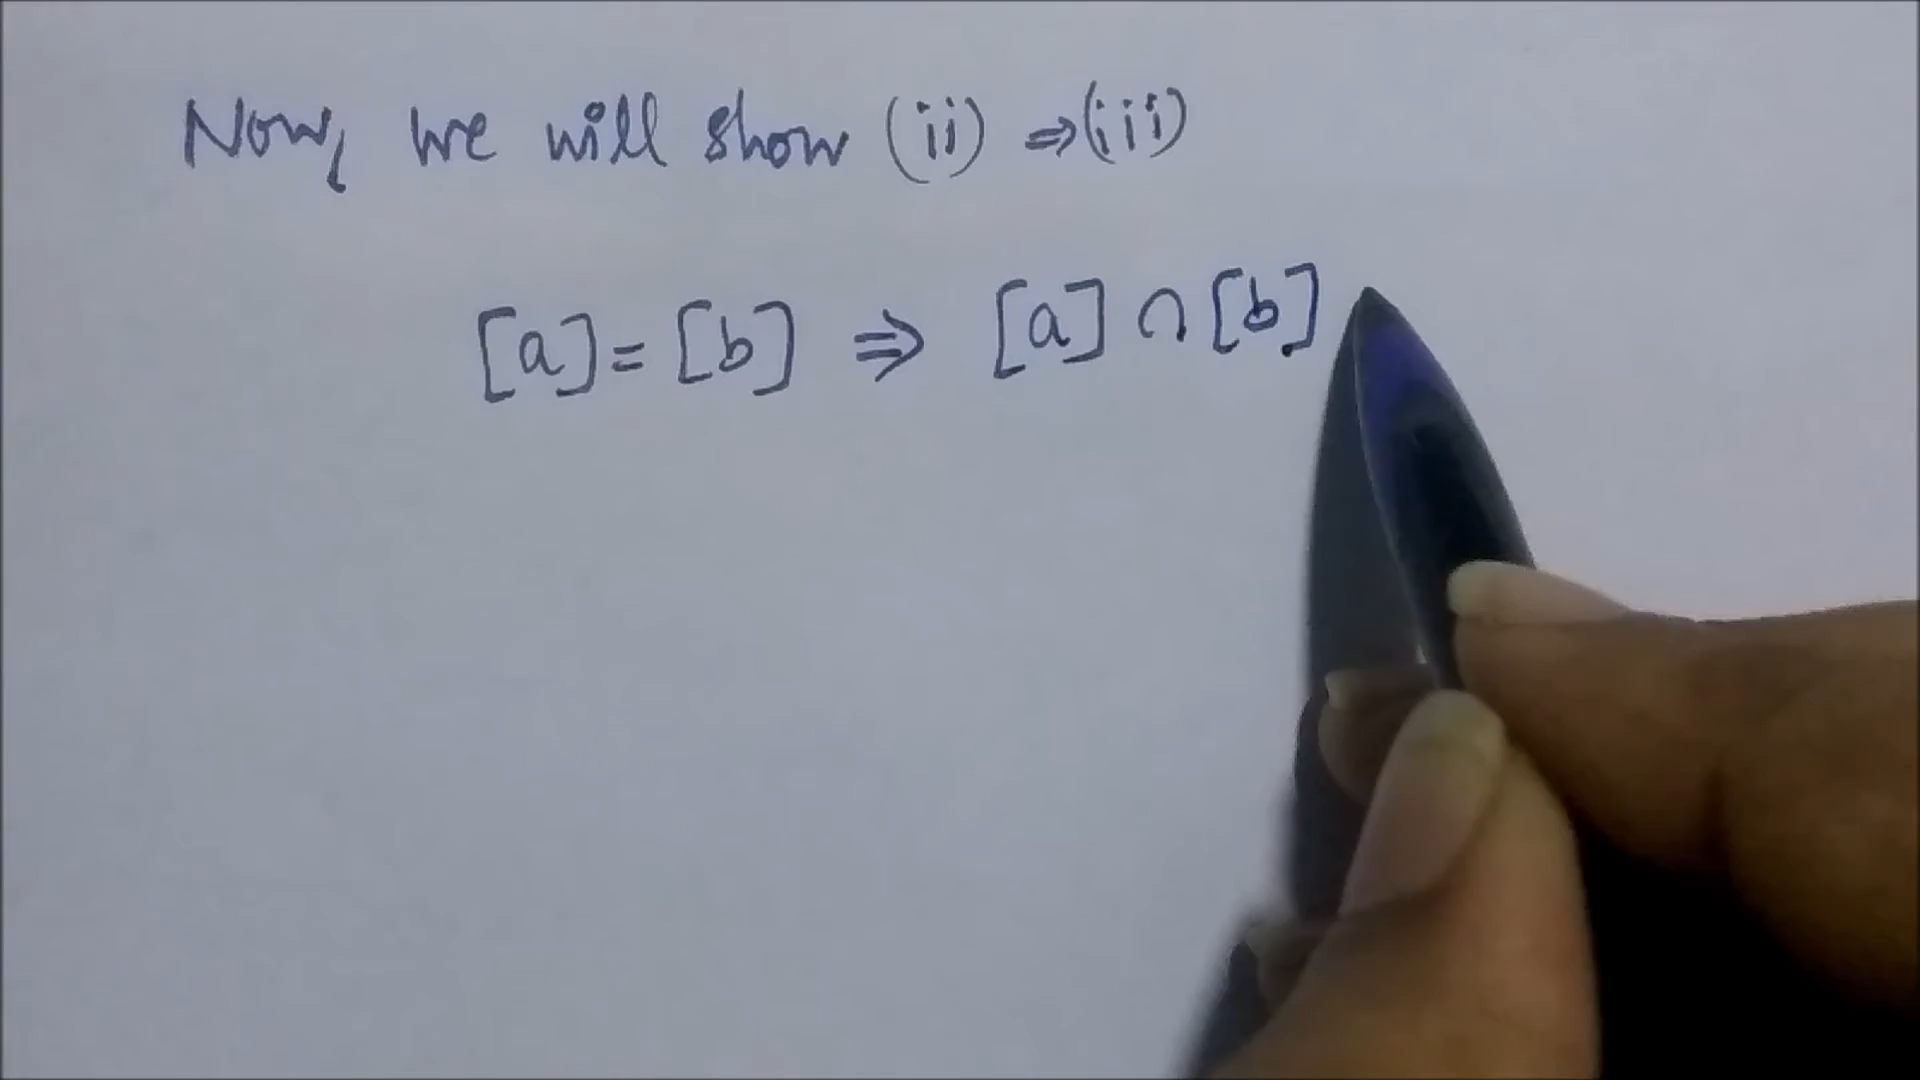 Now, we will show (ii) ⇒ (iii)
[a] = [b] ⇒ [a] ∩ [b]